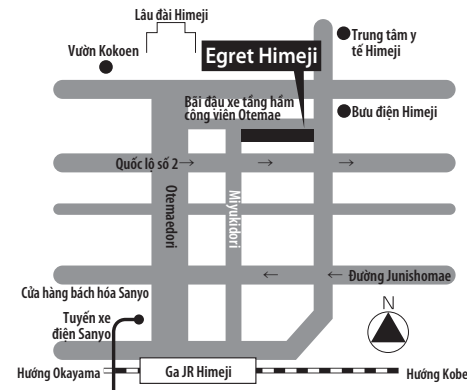 Lâu đài Himeji
Vườn Kokoen
Trung tâm y
tế Himeji
Egret Himeji
Bãi đậu xe tầng hầm
công viên Otemae
Bưu điện Himeji
Quốc lộ số 2→
→
→
Otemaedori
Miyukidori
←
← Đường Junishomae
Cửa hàng bách hóa Sanyo
Tuyến xe
điện Sanyo
N
Hướng Okayama
Ga JR Himeji
Hướng Kobe